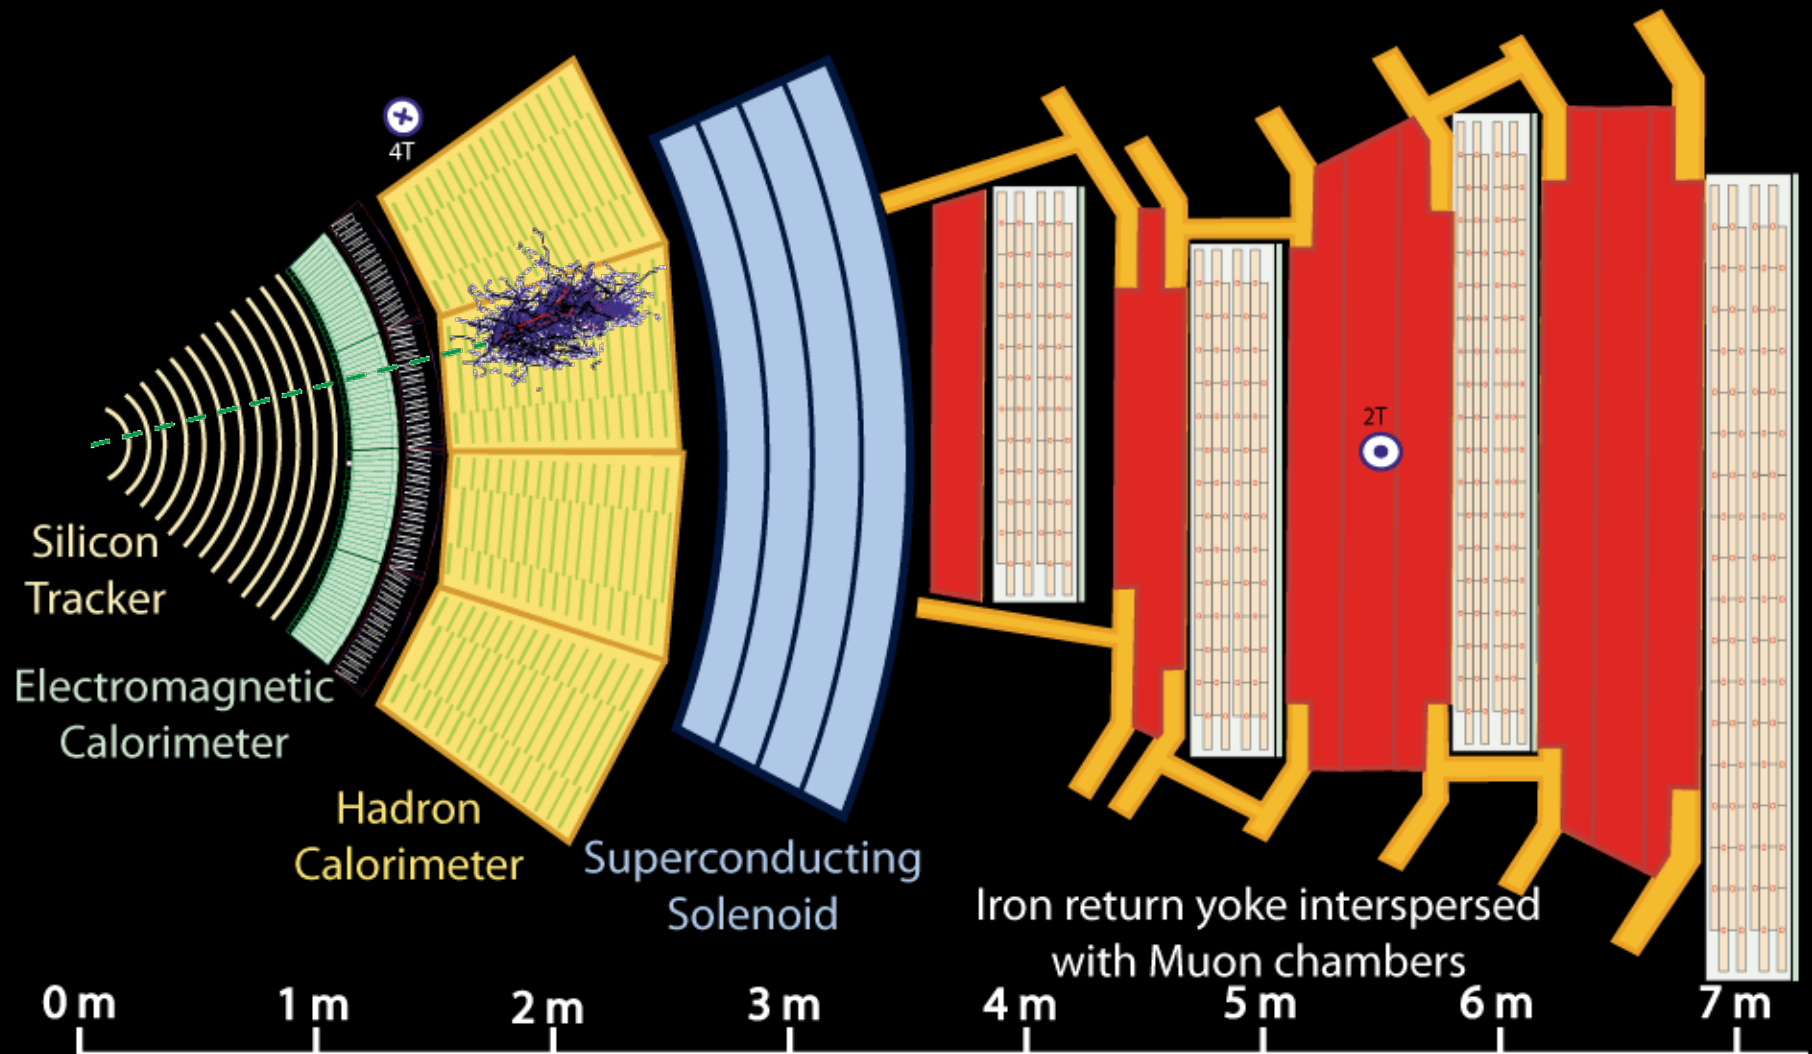 4T
2T
Silicon
Tracker
Electromagnetic
Calorimeter
Hadron
Calorimeter
Superconducting
Solenoid
Iron return yoke interspersed
with Muon chambers
0 m 1 m 2 m 3 m 4 m 5 m 6 m 7 m